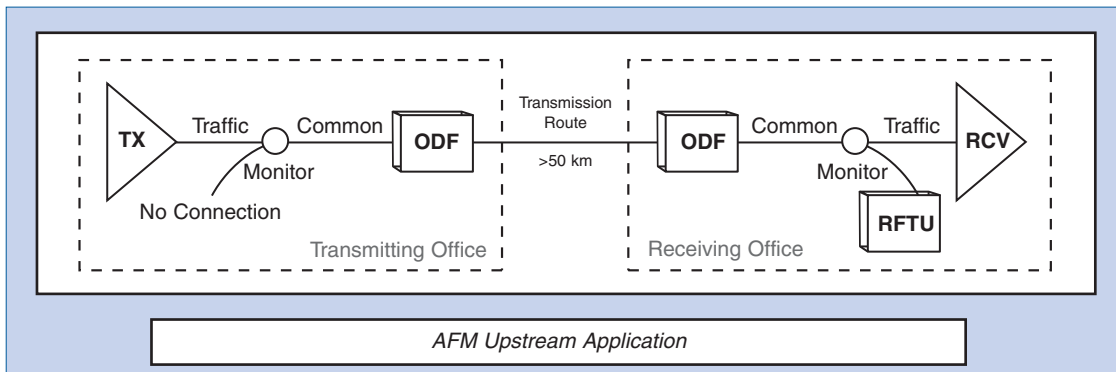 TX
Traffic
Common
Monitor
No Connection
ODF
Transmitting Office
Transmission
Route
>50 km
ODF
Common
Traffic
Monitor
RCV
RFTU
Receiving Office
AFM Upstream Application